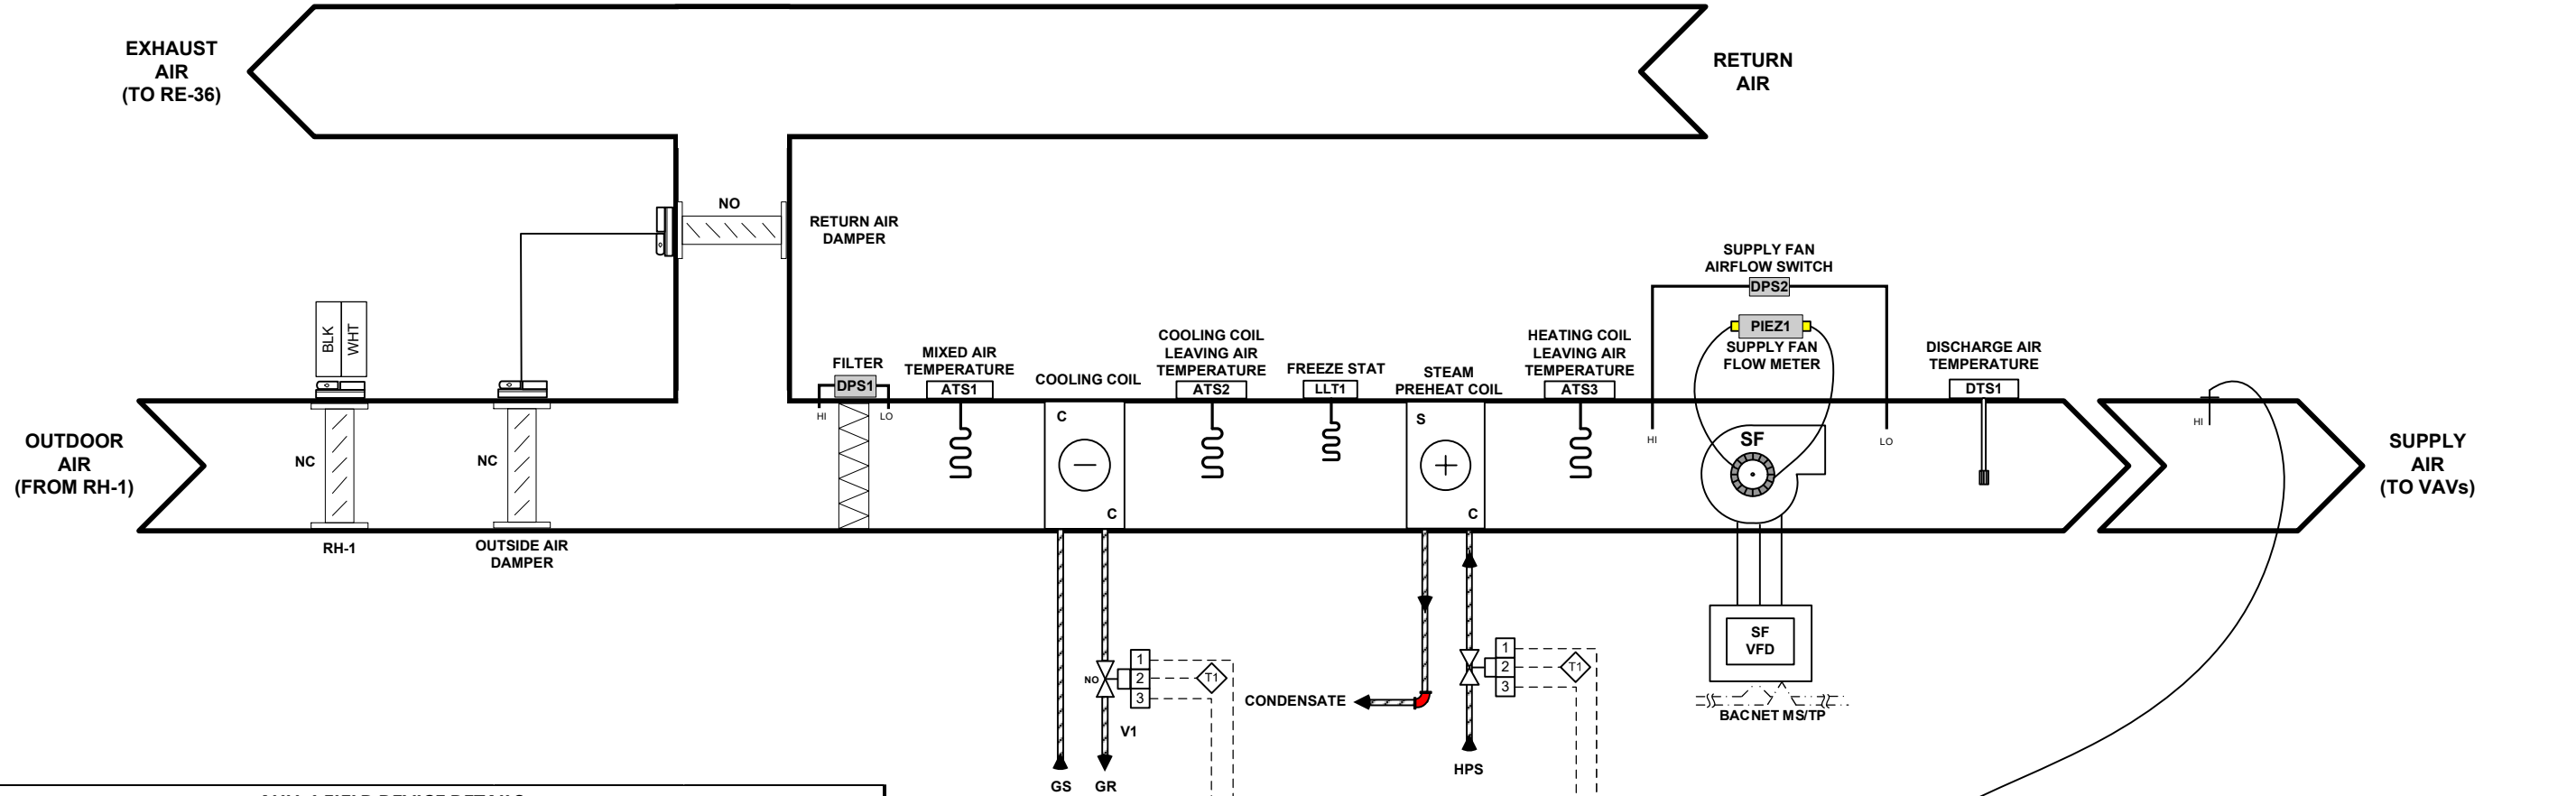 EXHAUST
AIR
(TO RE-36)
RETURN
AIR
NO
RETURN AIR
DAMPER
SUPPLY FAN
AIRFLOW SWITCH
DPS2
PIEZ1
SUPPLY FAN
FLOW METER
BLK
WHT
FILTER
DPS1
HI
LO
MIXED AIR
TEMPERATURE
ATS1
COOLING COIL
COOLING COIL
LEAVING AIR
TEMPERATURE
ATS2
FREEZE STAT
LLT1
STEAM
PREHEAT COIL
HEATING COIL
LEAVING AIR
TEMPERATURE
ATS3
DISCHARGE AIR
TEMPERATURE
DTS1
OUTDOOR
AIR
(FROM RH-1)
NC
NC
C
C
S
C
HI
SF
LO
HI
SUPPLY
AIR
(TO VAVs)
RH-1
OUTSIDE AIR
DAMPER
NO
1
2
3
T1
V1
GS
GR
CONDENSATE
1
2
3
T1
HPS
SF
VFD
BACNET MS/TP